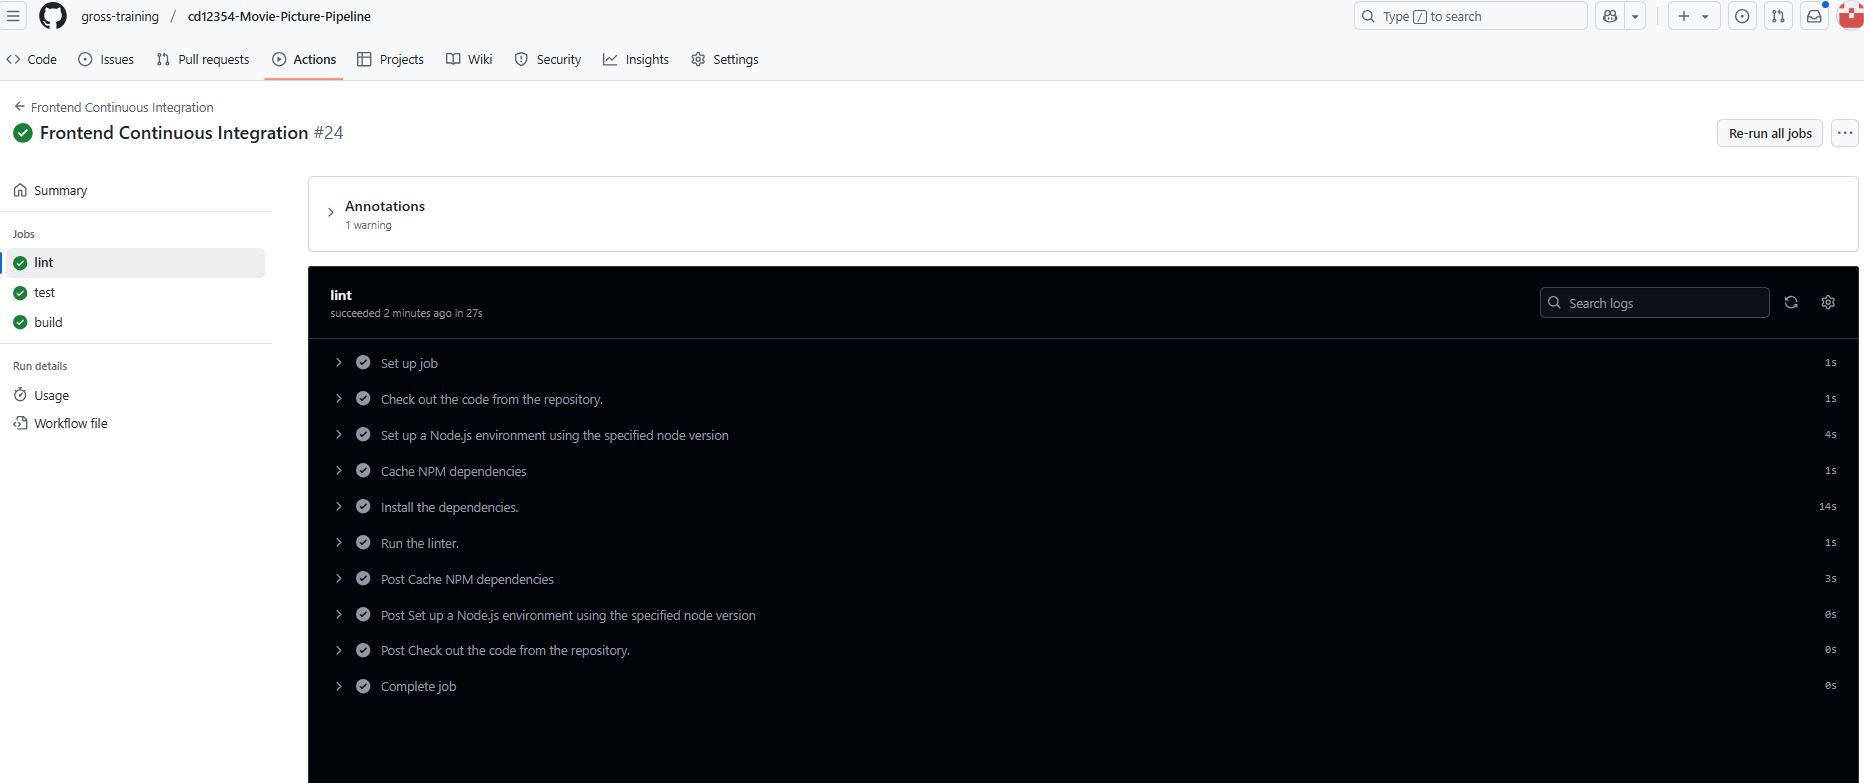 gross-training / cd12354-Movie-Picture-Pipeline
Type / to search
Code Issues Pull requests Actions Projects Wiki Security Insights Settings
Frontend Continuous Integration
Frontend Continuous Integration #24
Re-run all jobs
Summary
Jobs
lint
test
build
Run details
Usage
Workflow file
Annotations
1 warning
lint
succeeded 2 minutes ago in 27s
Search logs
Set up job 1s
Check out the code from the repository. 1s
Set up a Node.js environment using the specified node version 4s
Cache NPM dependencies 1s
Install the dependencies. 14s
Run the linter. 1s
Post Cache NPM dependencies 3s
Post Set up a Node.js environment using the specified node version 0s
Post Check out the code from the repository. 0s
Complete job 0s